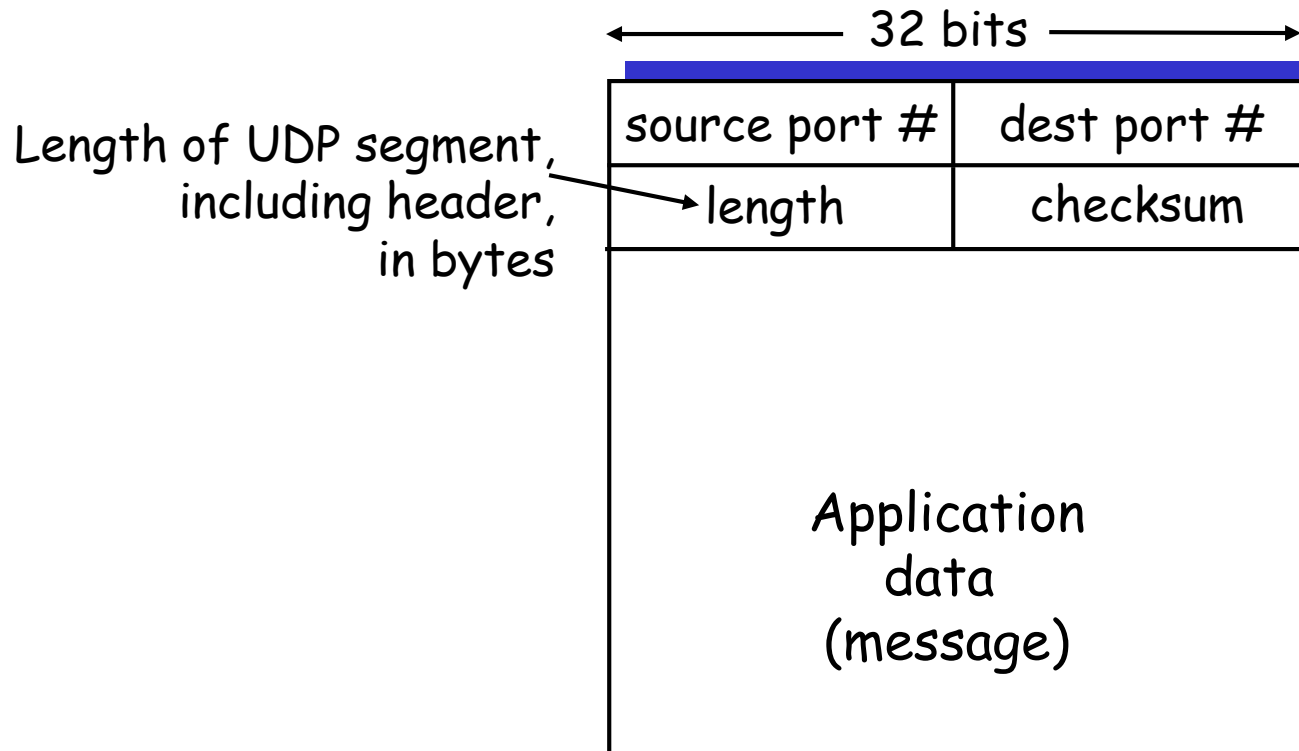 32 bits
source port #
dest port #
Length of UDP segment,
including header,
in bytes
length
checksum
Application
data
(message)